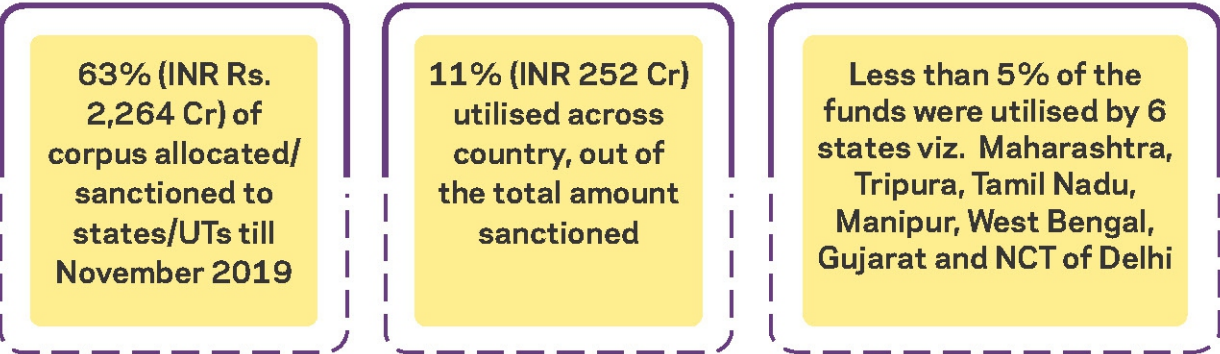 63% (INR Rs.
2,264 Cr) of
corpus allocated/
sanctioned to
states/UTs till
November 2019
11% (INR 252 Cr)
utilised across
country, out of
the total amount
sanctioned
Less than 5% of the
funds were utilised by 6
states viz. Maharashtra,
Tripura, Tamil Nadu,
Manipur, West Bengal,
Gujarat and NCT of Delhi